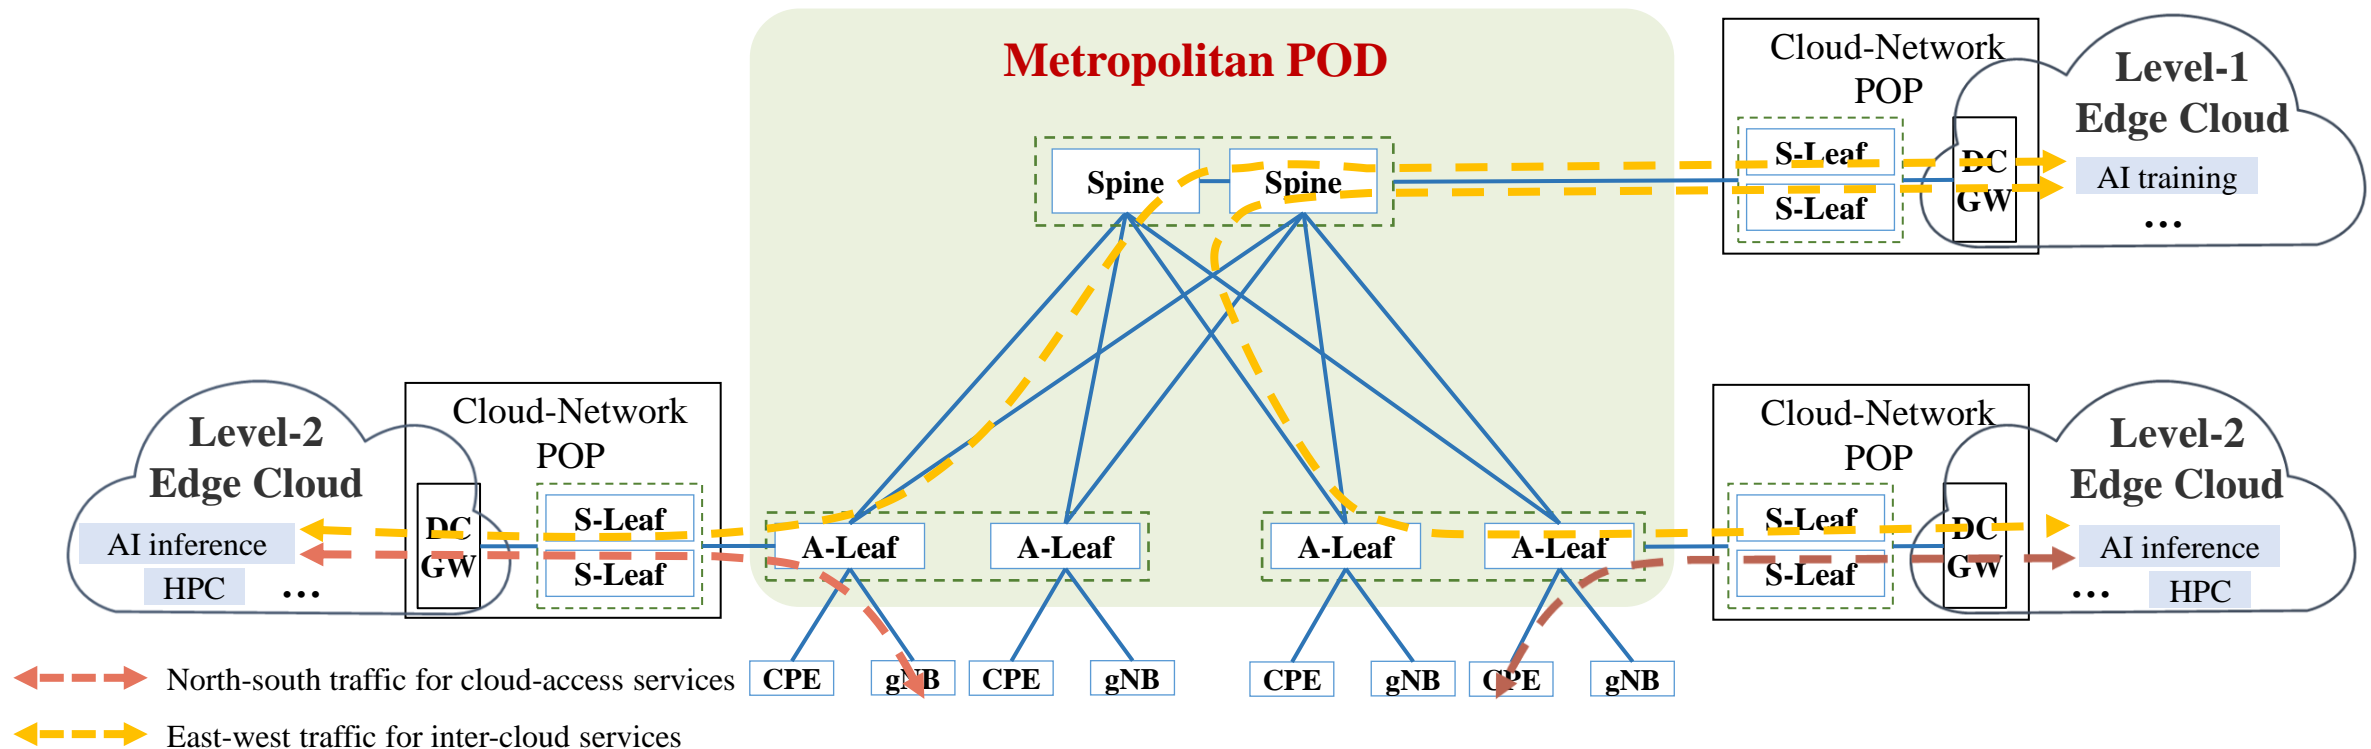 Metropolitan POD
Spine
Spine
Cloud-Network
POP
S-Leaf
S-Leaf
DC
GW
Level-1
Edge Cloud
AI training
...
Level-2
Edge Cloud
AI inference
HPC
...
DC
GW
Cloud-Network
POP
S-Leaf
S-Leaf
A-Leaf
A-Leaf
A-Leaf
A-Leaf
Cloud-Network
POP
S-Leaf
S-Leaf
DC
GW
Level-2
Edge Cloud
AI inference
...
HPC
CPE
gNB
CPE
gNB
CPE
gNB
CPE
gNB
North-south traffic for cloud-access services
East-west traffic for inter-cloud services